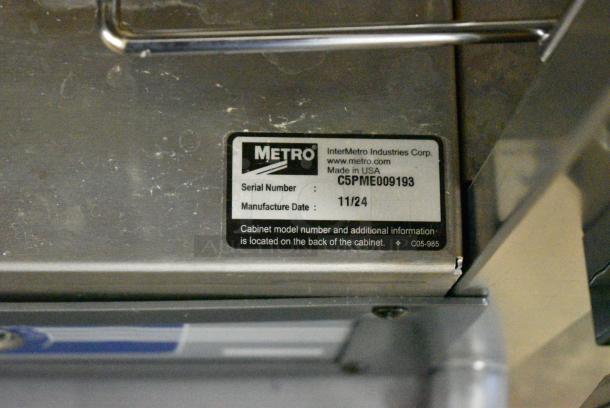 METRO
InterMetro Industries Corp.
www.metro.com
Made in USA
Serial Number : C5PME009193
Manufacture Date : 11/24
Cabinet model number and additional information
is located on the back of the cabinet. C05-985